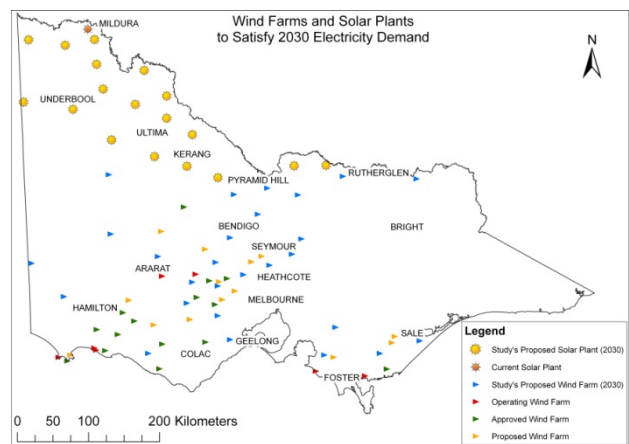 Wind Farms and Solar Plants
to Satisfy 2030 Electricity Demand
N
MILDURA
UNDERBOOL
ULTIMA
KERANG
PYRAMID HILL
RUTHERGLEN
BENDIGO
BRIGHT
SEYMOUR
ARARAT
HEATHCOTE
HAMILTON
MELBOURNE
GEELONG
SALE
COLAC
FOSTER
Legend
Study's Proposed Solar Plant (2030)
Current Solar Plant
Study's Proposed Wind Farm (2030)
Operating Wind Farm
Approved Wind Farm
Proposed Wind Farm
0 50 100 200 Kilometers